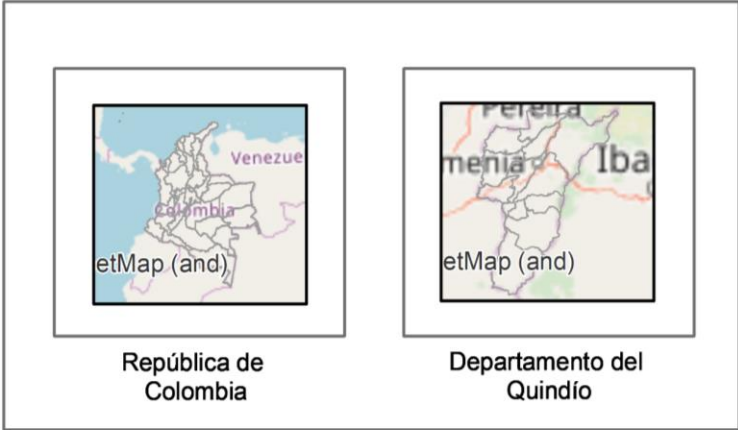 Venezue
Colombia
etMap (and)
República de
Colombia
Pereira
menia
Iba
etMap (and)
Departamento del
Quindío